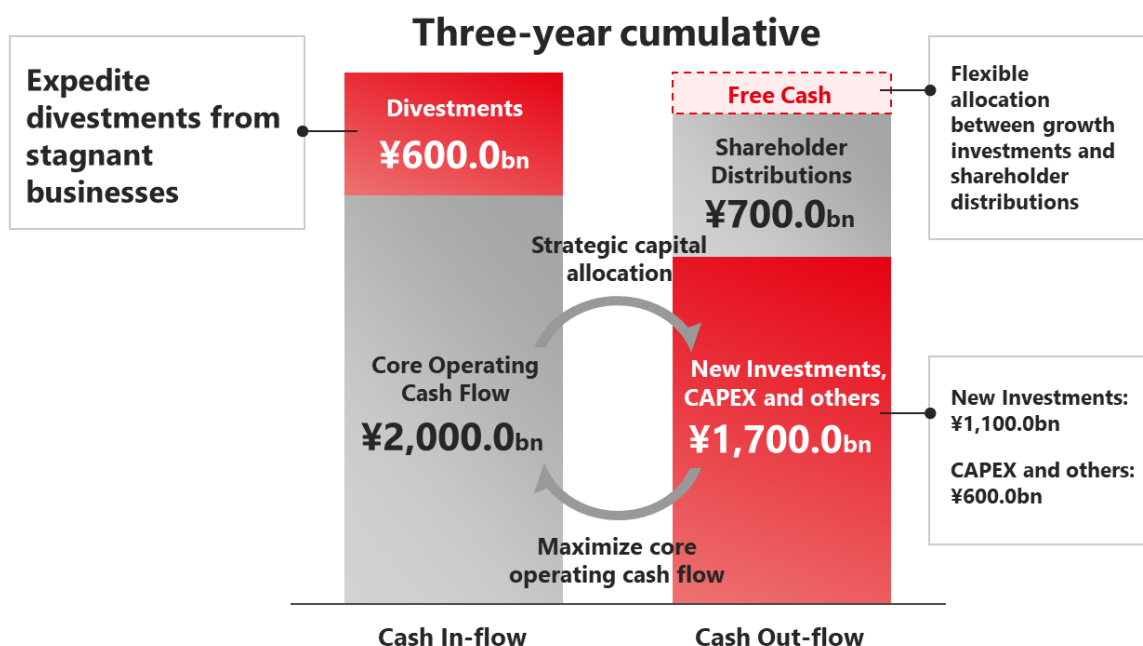 Three-year cumulative
Expedite
divestments from
stagnant
businesses
Divestments
¥600.0bn
Core Operating
Cash Flow
¥2,000.0bn
Cash In-flow
Strategic capital
allocation
Maximize core
operating cash flow
Free Cash
Shareholder
Distributions
¥700.0bn
New Investments,
CAPEX and others
¥1,700.0bn
Cash Out-flow
Flexible
allocation
between growth
investments and
shareholder
distributions
New Investments:
¥1,100.0bn
CAPEX and others:
¥600.0bn